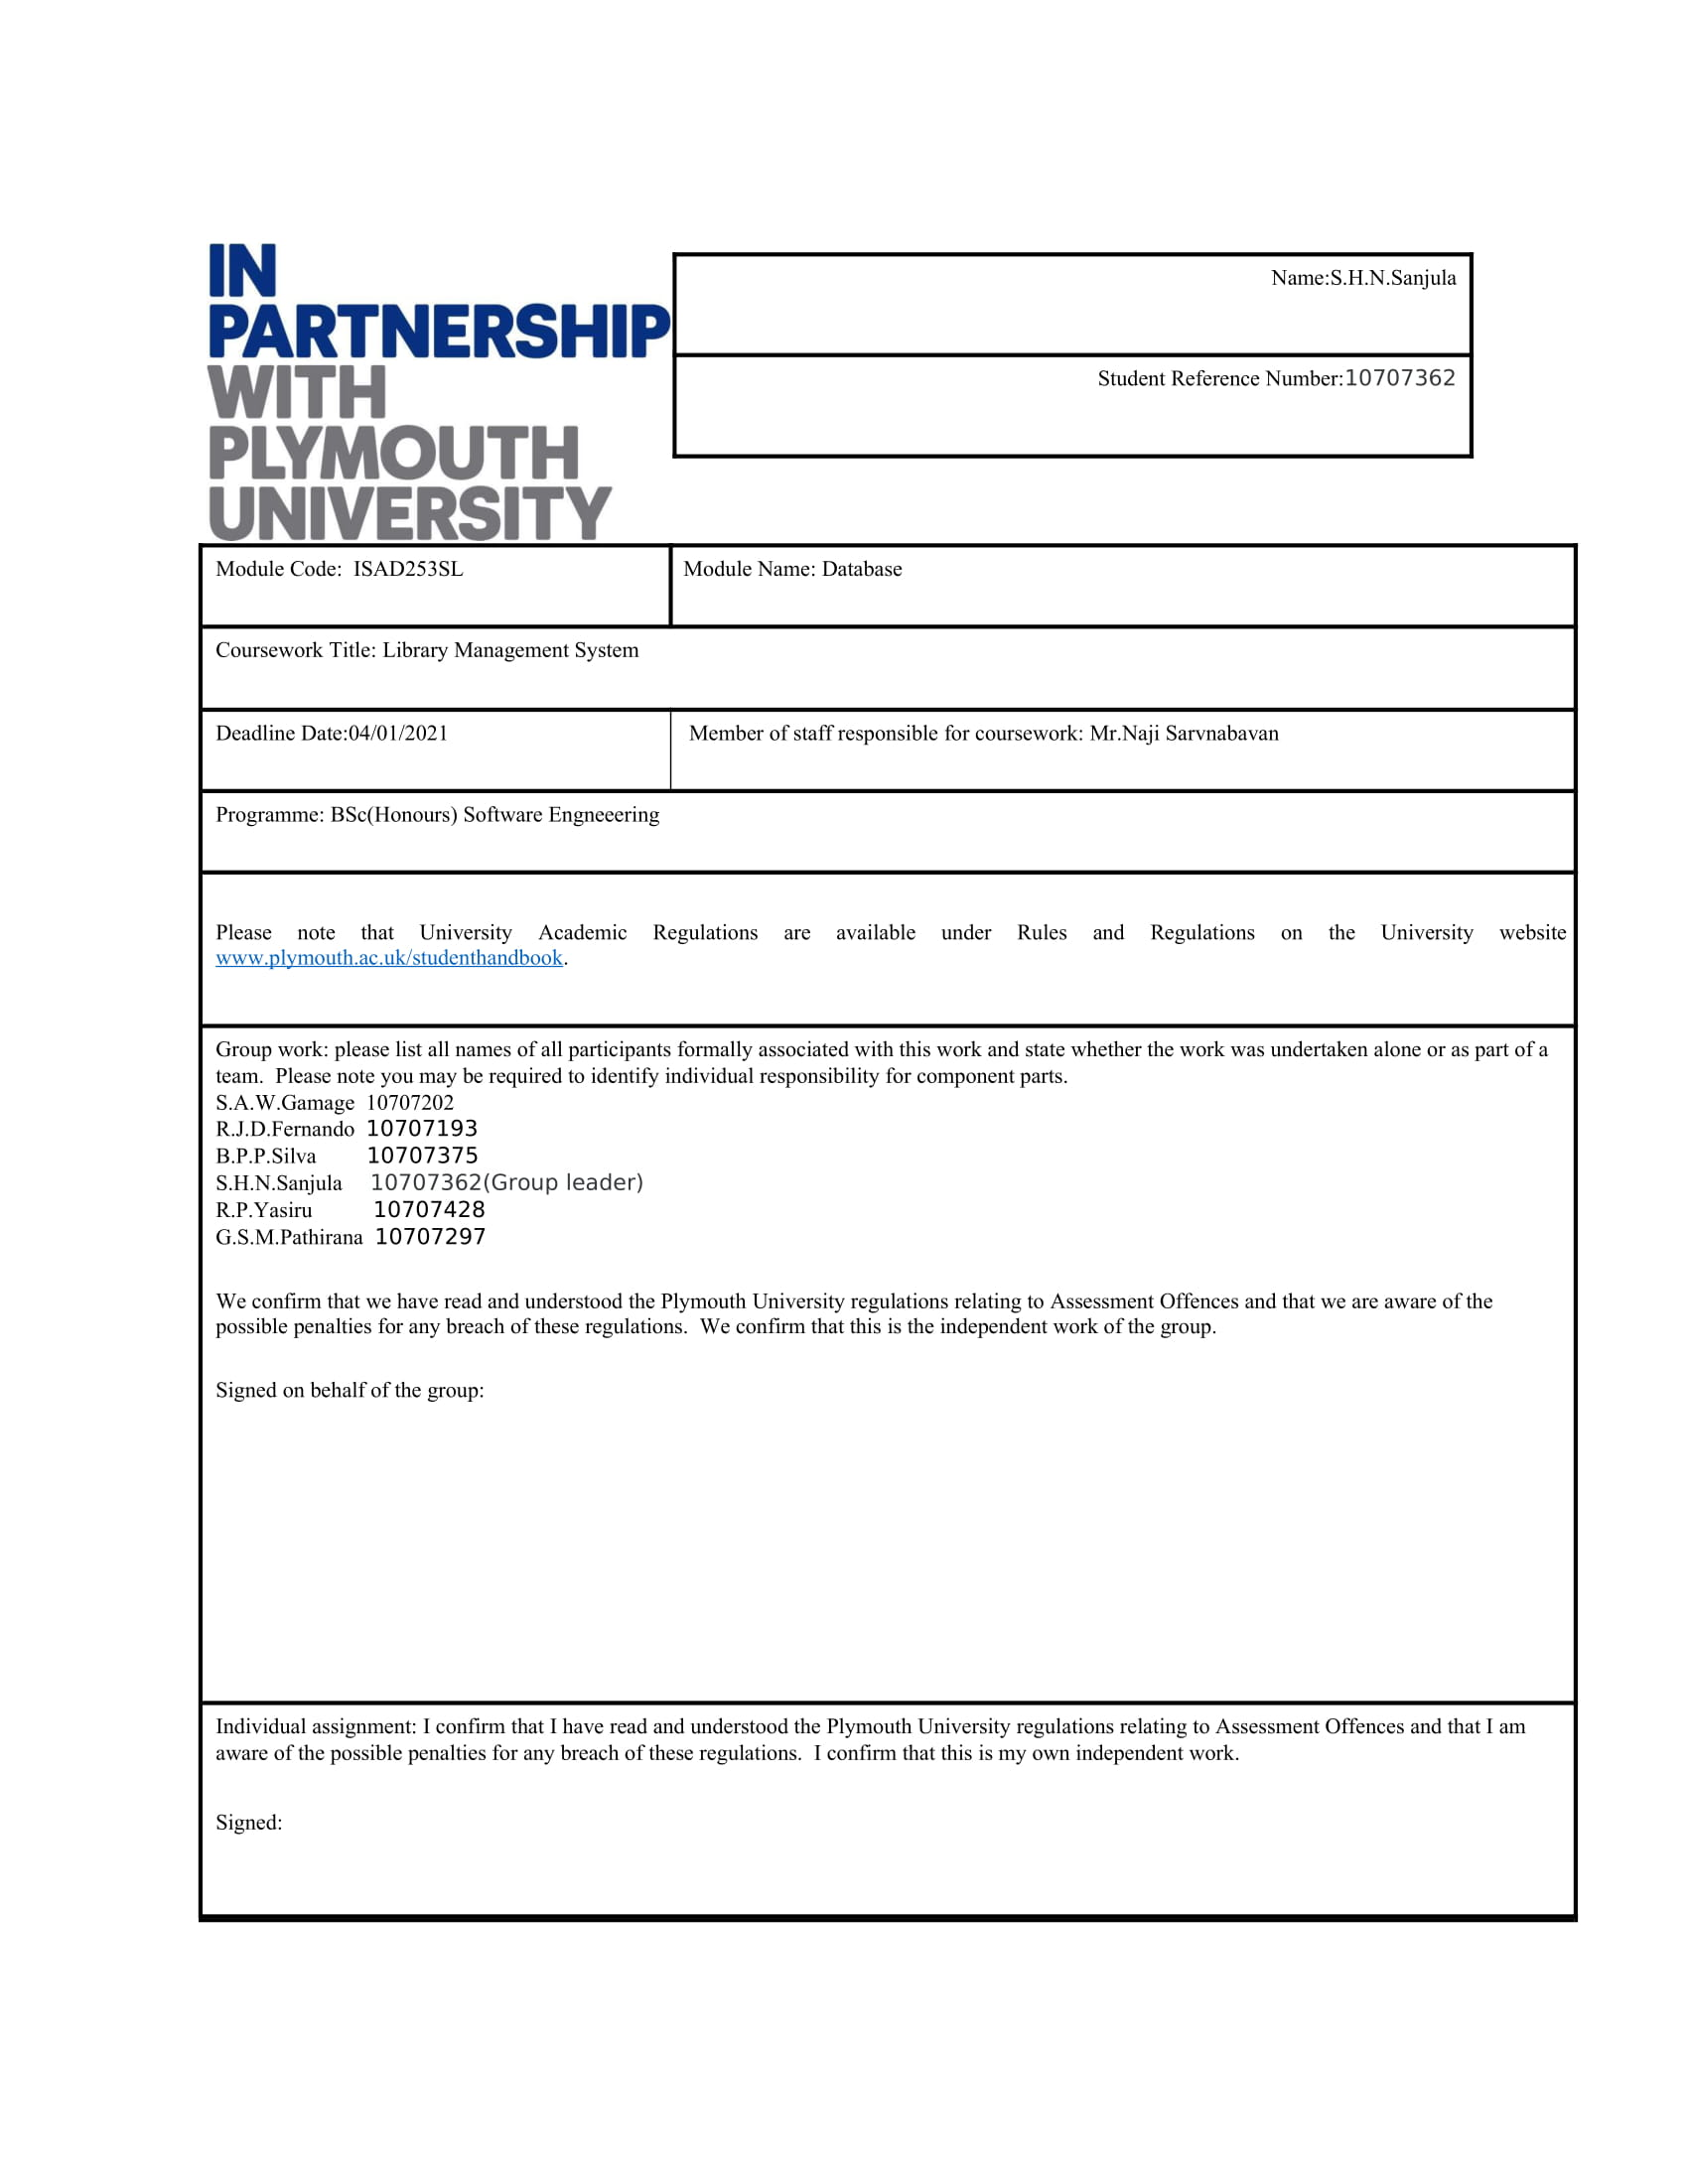 IN
PARTNERSHIP
WITH
PLYMOUTH
UNIVERSITY
Name:S.H.N.Sanjula
Student Reference Number:10707362
Module Code:  ISAD253SL
Module Name: Database
Coursework Title: Library Management System
Deadline Date:04/01/2021
Member of staff responsible for coursework: Mr.Naji Sarvnabavan
Programme: BSc(Honours) Software Engneeering
Please note that University Academic Regulations are available under Rules and Regulations on the University website
www.plymouth.ac.uk/studenthandbook.
Group work: please list all names of all participants formally associated with this work and state whether the work was undertaken alone or as part of a
team.  Please note you may be required to identify individual responsibility for component parts.
S.A.W.Gamage  10707202
R.J.D.Fernando  10707193
B.P.P.Silva  10707375
S.H.N.Sanjula  10707362(Group leader)
R.P.Yasiru  10707428
G.S.M.Pathirana  10707297
We confirm that we have read and understood the Plymouth University regulations relating to Assessment Offences and that we are aware of the
possible penalties for any breach of these regulations.  We confirm that this is the independent work of the group.
Signed on behalf of the group:
Individual assignment: I confirm that I have read and understood the Plymouth University regulations relating to Assessment Offences and that I am
aware of the possible penalties for any breach of these regulations.  I confirm that this is my own independent work.
Signed: